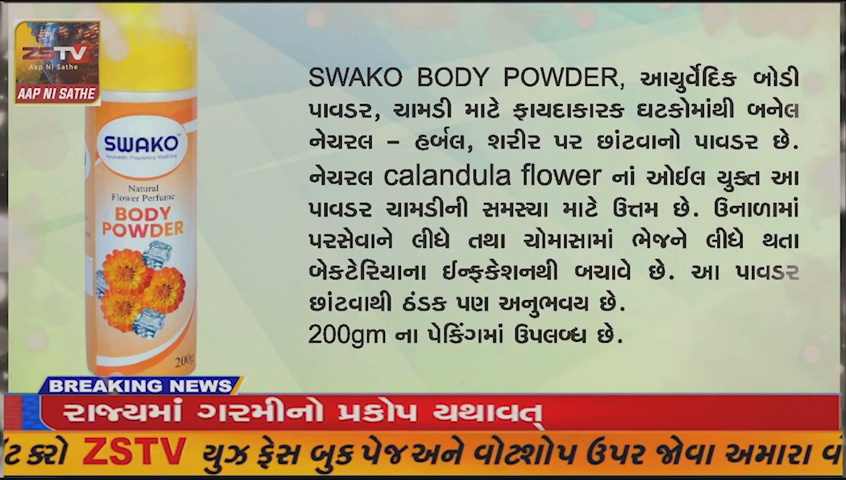 ZSTV
Aap Ni Sathe
AAP NI SATHE
SWAKO
Ayurvedic Proprietary Medicine
Natural
Flower Perfume
BODY
POWDER
200g
SWAKO BODY POWDER, આયુર્વેદિક બોડી
પાવડર, ચામડી માટે ફાયદાકારક ઘટકોમાંથી બનેલ
નેચરલ – હર્બલ, શરીર પર છાંટવાનો પાવડર છે.
નેચરલ calandula flower નાં ઓઈલ યુક્ત આ
પાવડર ચામડીની સમસ્યા માટે ઉત્તમ છે. ઉનાળામાં
પરસેવાને લીધે તથા ચોમાસામાં ભેજને લીધે થતા
બેકટેરિયાના ઈન્ફકેશનથી બચાવે છે. આ પાવડર
છાંટવાથી ઠંડક પણ અનુભવય છે.
200gm ના પેકિંગમાં ઉપલબ્ધ છે.
BREAKING NEWS
રાજ્યમાં ગરમીનો પ્રકોપ યથાવત્
ટ કરો ZSTV યુઝ ફેસ બુક પેજઅને વોટશોપ ઉપર જોવા અમારા વ